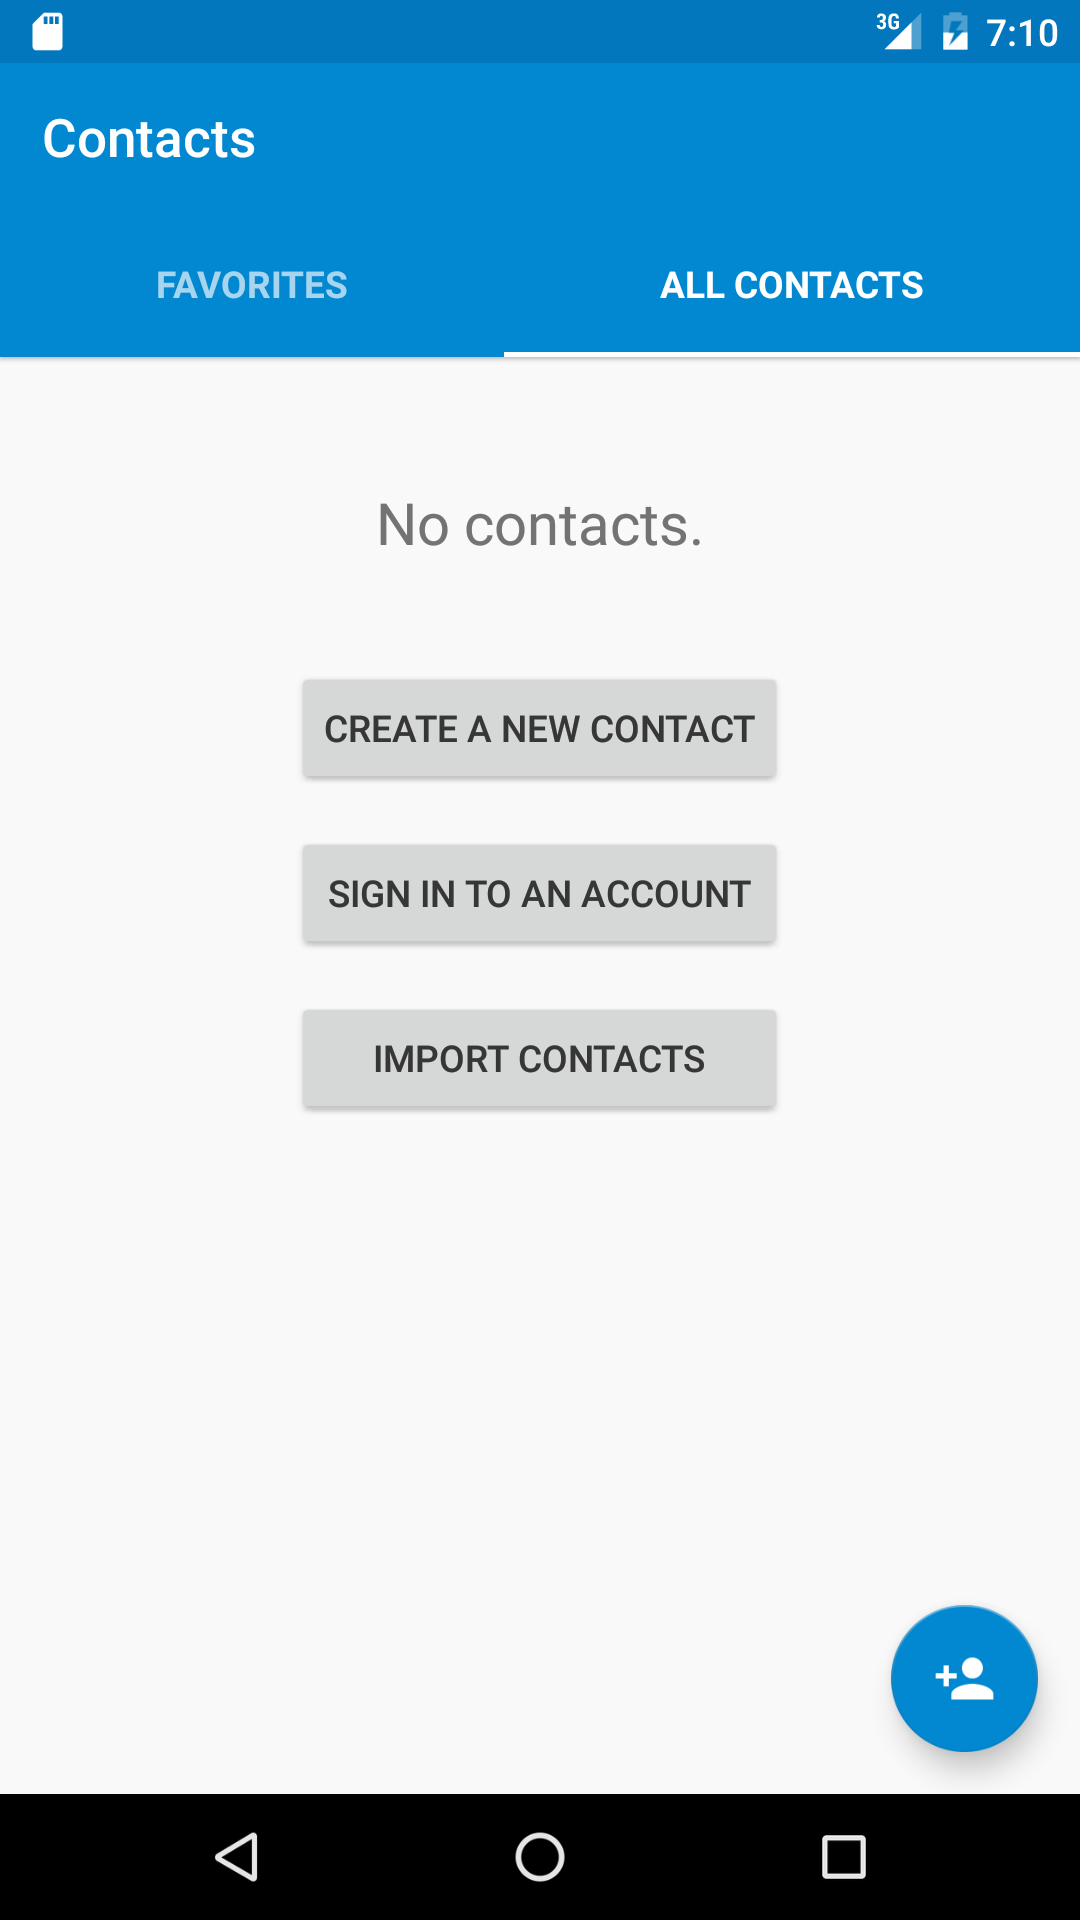 3G 7:10
Contacts
FAVORITES ALL CONTACTS
No contacts.
CREATE A NEW CONTACT
SIGN IN TO AN ACCOUNT
IMPORT CONTACTS